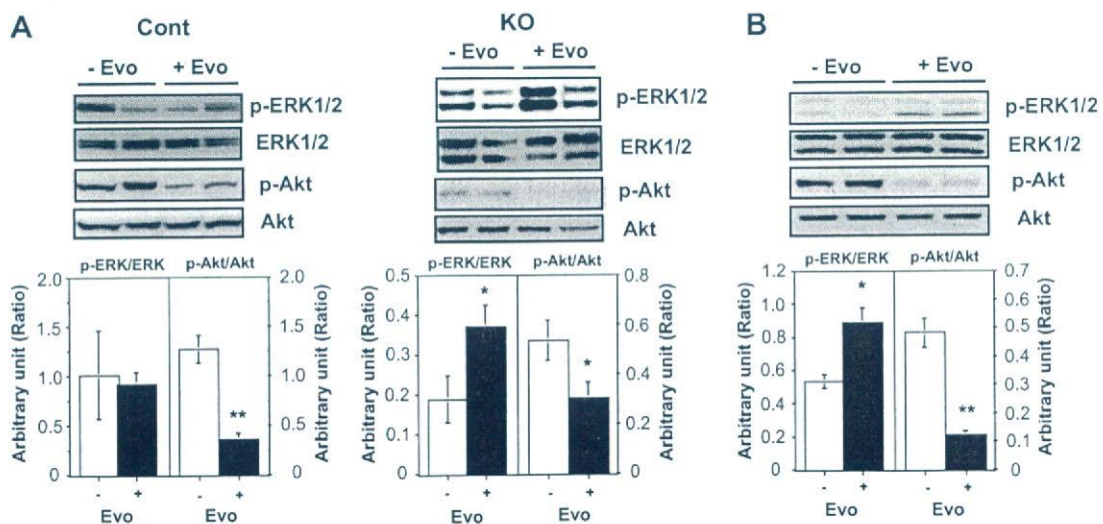 A
Cont
- Evo + Evo
p-ERK1/2
ERK1/2
p-Akt
Akt
p-ERK/ERK p-Akt/Akt
2.0
1.5
1.0
0.5
0
Arbitrary unit (Ratio)
2.0
1.5
1.0
0.5
0.0
Arbitrary unit (Ratio)
**
- + - +
Evo Evo
KO
- Evo + Evo
p-ERK1/2
ERK1/2
p-Akt
Akt
p-ERK/ERK p-Akt/Akt
0.5
0.4
0.3
0.2
0.1
0
Arbitrary unit (Ratio)
0.8
0.6
0.4
0.2
0.0
Arbitrary unit (Ratio)
*
*
- + - +
Evo Evo
B
- Evo + Evo
p-ERK1/2
ERK1/2
p-Akt
Akt
p-ERK/ERK p-Akt/Akt
1.2
1.0
0.8
0.6
0.4
0.2
0
Arbitrary unit (Ratio)
0.7
0.6
0.5
0.4
0.3
0.2
0.1
0
Arbitrary unit (Ratio)
*
**
- + - +
Evo Evo